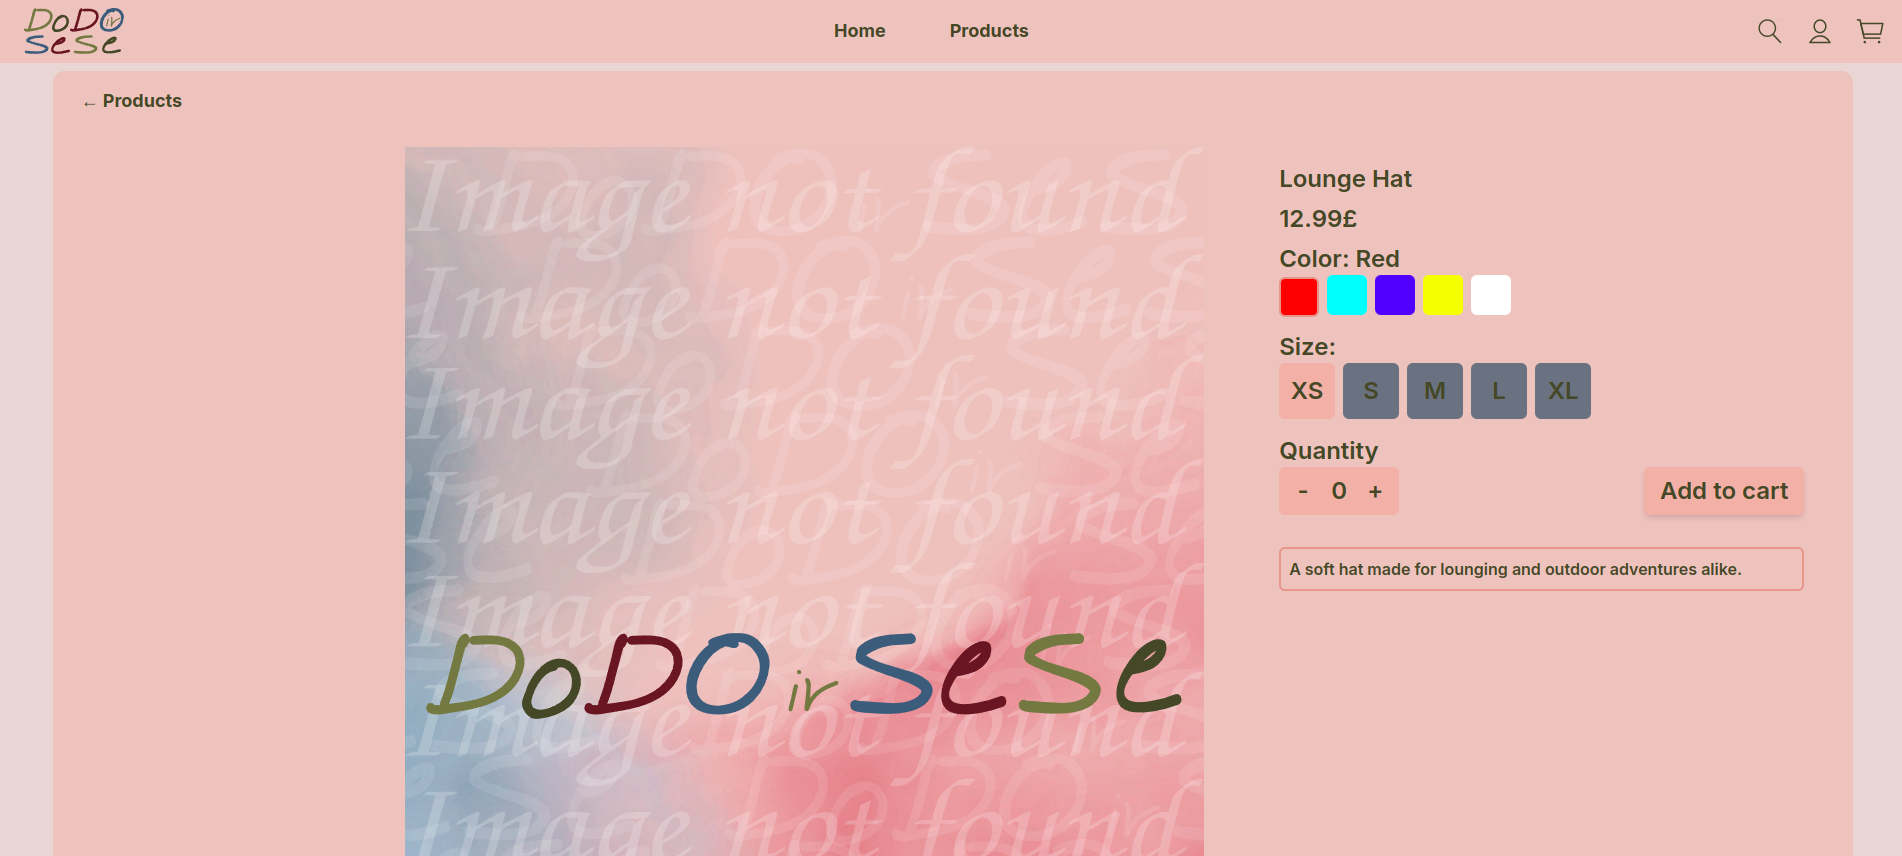 DoDO ir
sese
Home
Products
← Products
Image not found
Image not found
Image not found
Image not found
Image not found
DoDO ir sese
Image not found
Image not found
Lounge Hat
12.99£
Color: Red
Size:
XS S M L XL
Quantity
- 0 +
Add to cart
A soft hat made for lounging and outdoor adventures alike.